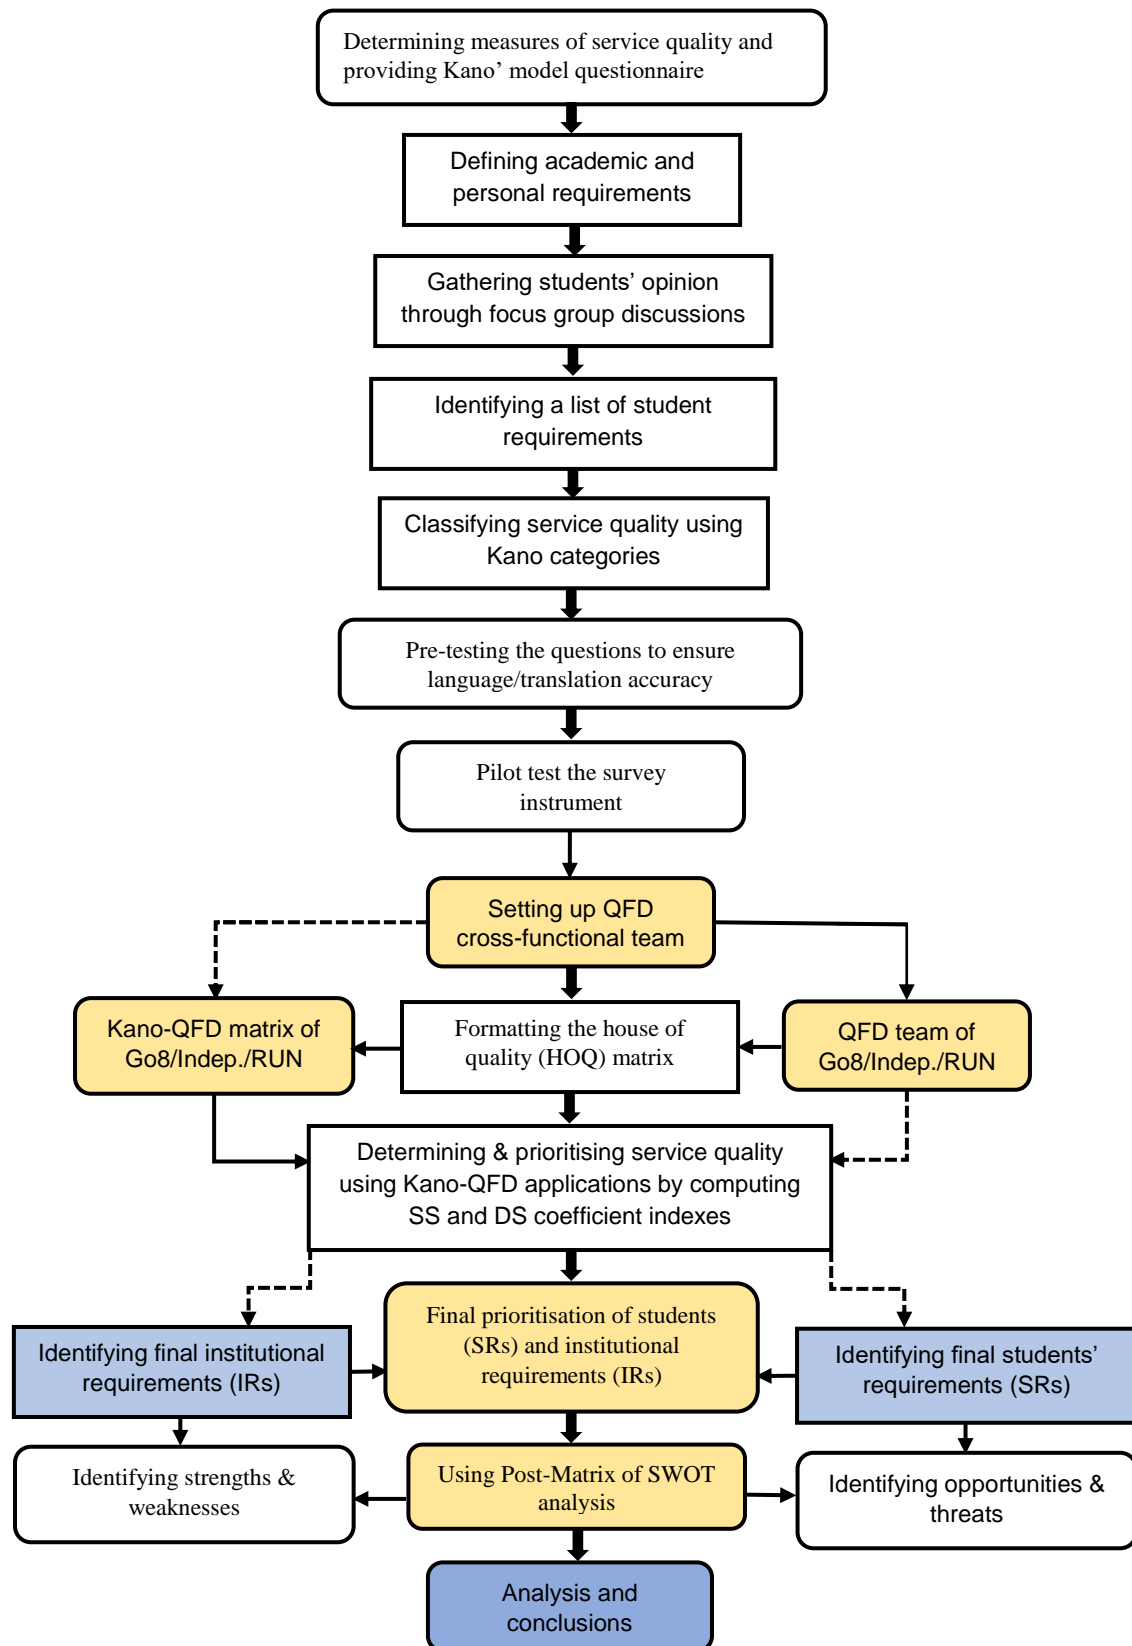 Determining measures of service quality and
providing Kano’ model questionnaire
Defining academic and
personal requirements
Gathering students’ opinion
through focus group discussions
Identifying a list of student
requirements
Classifying service quality using
Kano categories
Pre-testing the questions to ensure
language/translation accuracy
Pilot test the survey
instrument
Setting up QFD
cross-functional team
Kano-QFD matrix of
Go8/Indep./RUN
Formatting the house of
quality (HOQ) matrix
QFD team of
Go8/Indep./RUN
Determining & prioritising service quality
using Kano-QFD applications by computing
SS and DS coefficient indexes
Identifying final institutional
requirements (IRs)
Final prioritisation of students
(SRs) and institutional
requirements (IRs)
Identifying final students’
requirements (SRs)
Identifying strengths &
weaknesses
Using Post-Matrix of SWOT
analysis
Identifying opportunities &
threats
Analysis and
conclusions